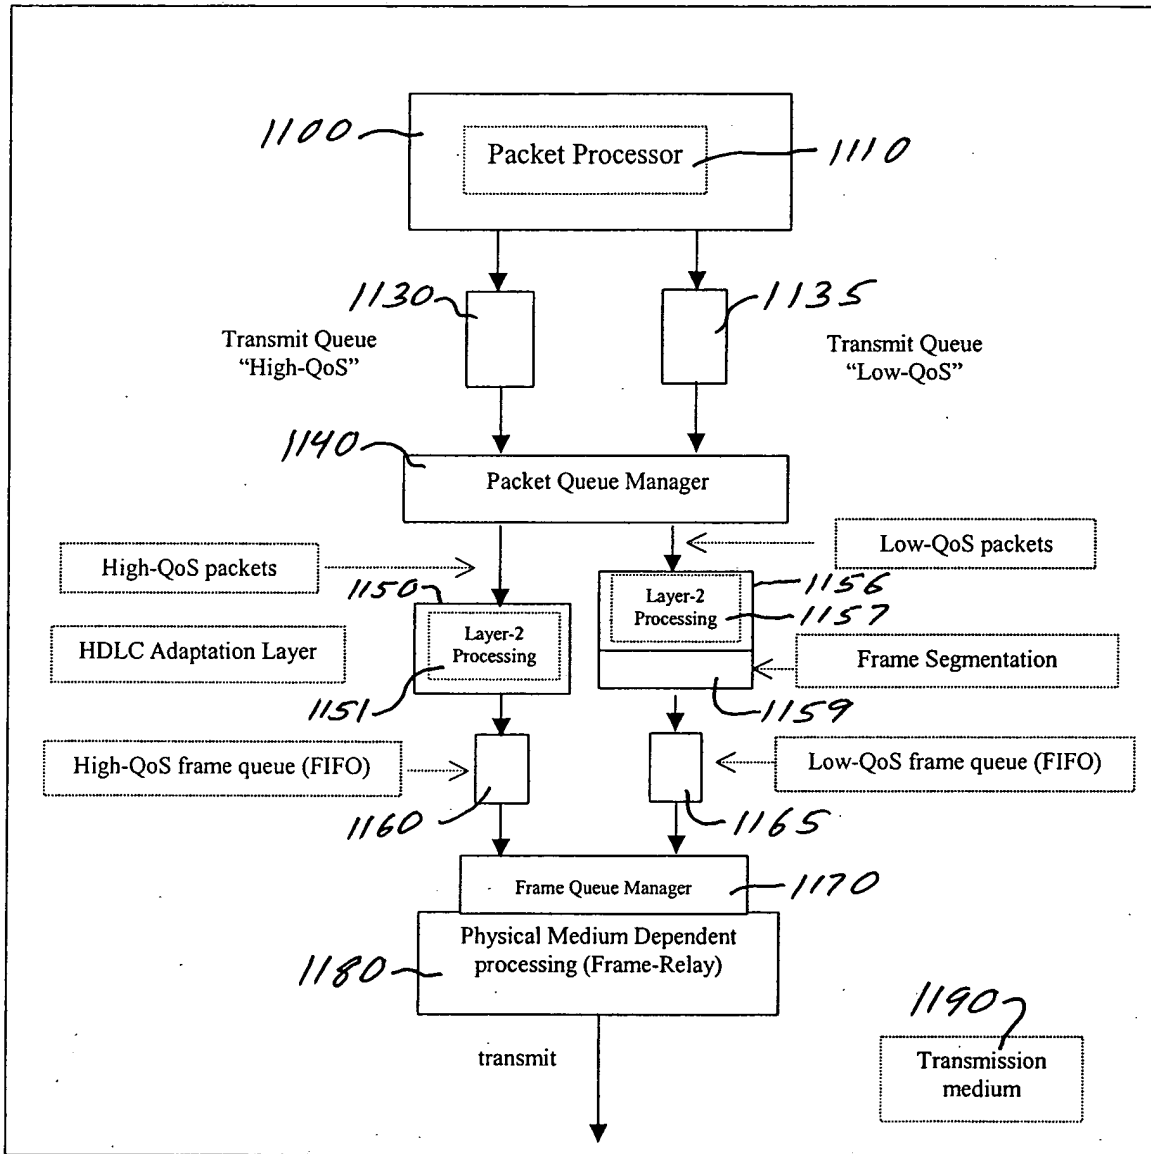 1100
Packet Processor
1110
1130
1135
Transmit Queue
“High-QoS”
Transmit Queue
“Low-QoS”
1140
Packet Queue Manager
High-QoS packets
Low-QoS packets
1150
Layer-2
Processing
1156
1157
HDLC Adaptation Layer
Layer-2
Processing
Frame Segmentation
1151
1159
High-QoS frame queue (FIFO)
Low-QoS frame queue (FIFO)
1160
1165
Frame Queue Manager
1170
Physical Medium Dependent
processing (Frame-Relay)
1180
1190
transmit
Transmission
medium